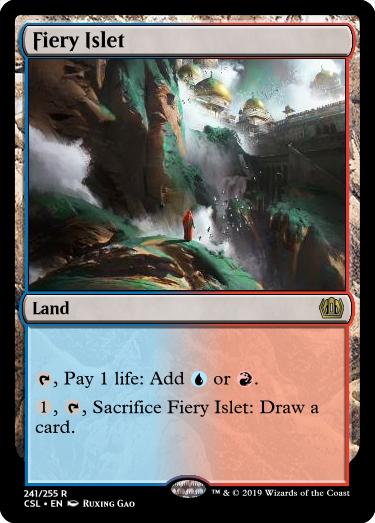 Fiery Islet
Land
, Pay 1 life: Add or .
1, , Sacrifice Fiery Islet: Draw a
card.
241/255 R
CSL • EN Ruxing Gao
™ & © 2019 Wizards of the Coast